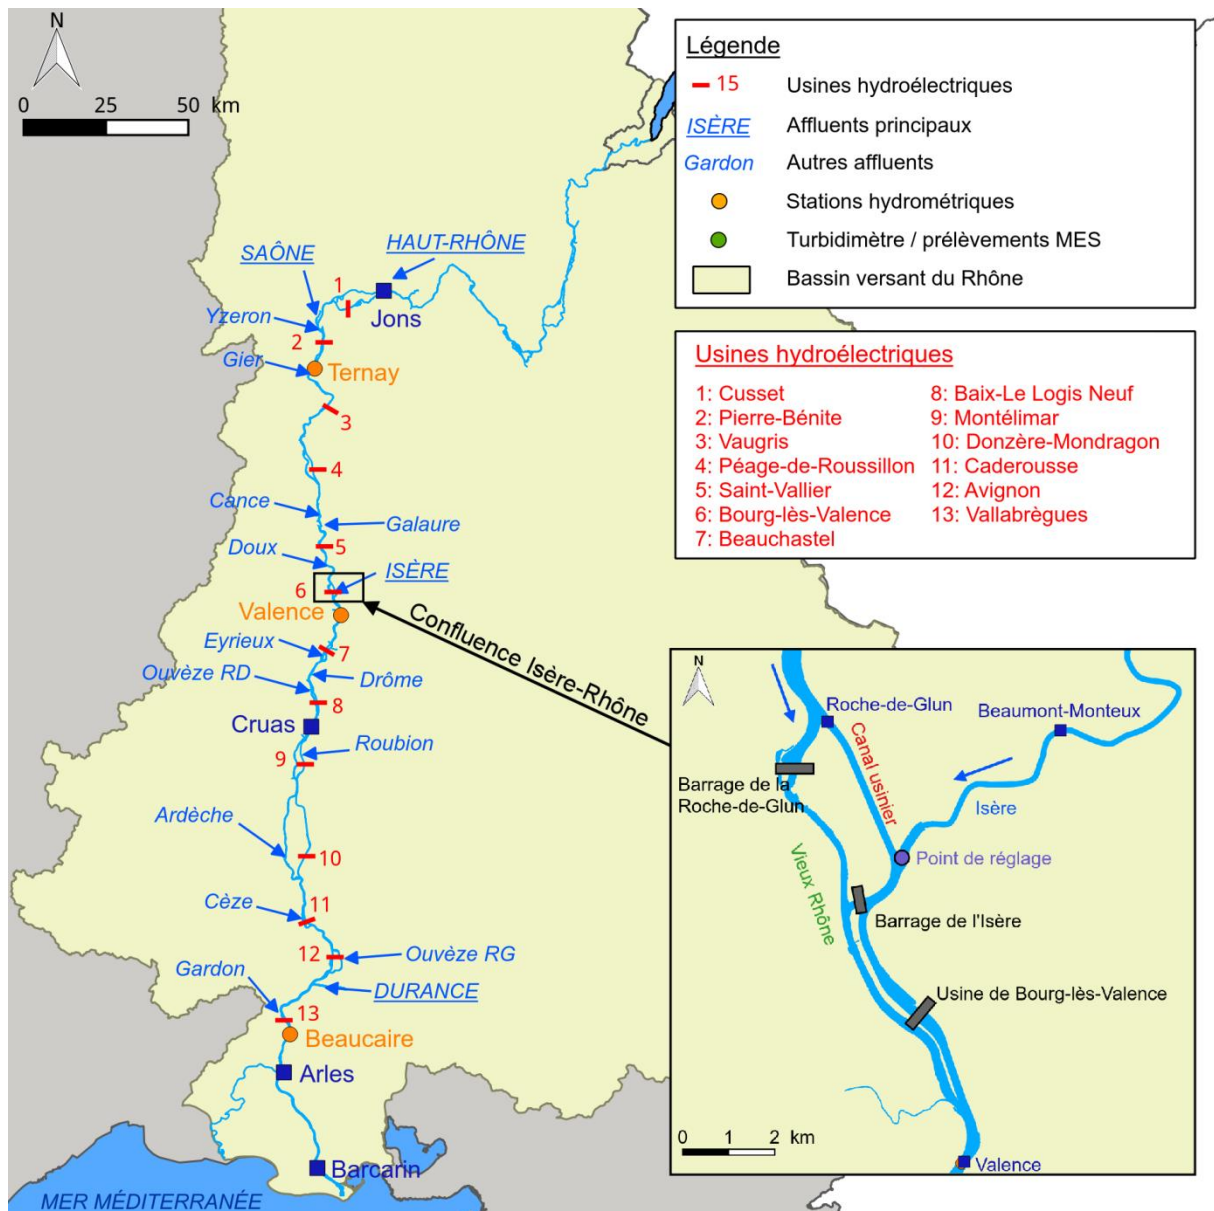 N
0 25 50 km
Légende
15 Usines hydroélectriques
ISÈRE Affluents principaux
Gardon Autres affluents
Stations hydrométriques
Turbidimètre / prélèvements MES
Bassin versant du Rhône
HAUT-RHÔNE
SAÔNE
1
Jons
Yzeron
2
Gier
Ternay
3
4
Cance
Galaure
Doux
5
ISÈRE
6
Valence
Confluence Isère-Rhône
Eyrieux
7
Ouvèze RD
Drôme
8
Cruas
Roubion
9
Ardèche
10
Cèze
11
12
Ouvèze RG
Gardon
DURANCE
13
Beaucaire
Arles
Barcarin
MER MÉDITERRANÉE
Usines hydroélectriques
1: Cusset
2: Pierre-Bénite
3: Vaugris
4: Péage-de-Roussillon
5: Saint-Vallier
6: Bourg-lès-Valence
7: Beauchastel
8: Baix-Le Logis Neuf
9: Montélimar
10: Donzère-Mondragon
11: Caderousse
12: Avignon
13: Vallabrègues
N
Roche-de-Glun
Beaumont-Monteux
Canal usinier
Barrage de la
Roche-de-Glun
Isère
Point de réglage
Vieux Rhône
Barrage de l'Isère
Usine de Bourg-lès-Valence
0 1 2 km
Valence